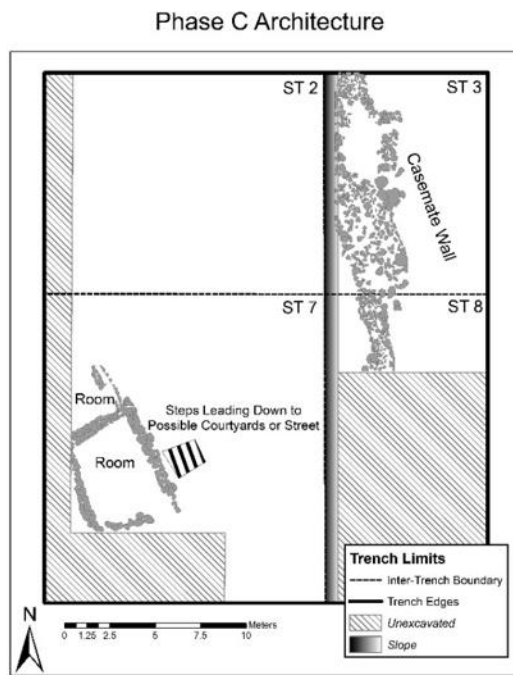 Phase C Architecture
ST 2
ST 3
Casemate Wall
ST 7
ST 8
Room
Steps Leading Down to
Possible Courtyards or Street
Room
Trench Limits
Inter-Trench Boundary
Trench Edges
Unexcavated
Slope
N
Meters
0 1.25 2.5 5 7.5 10